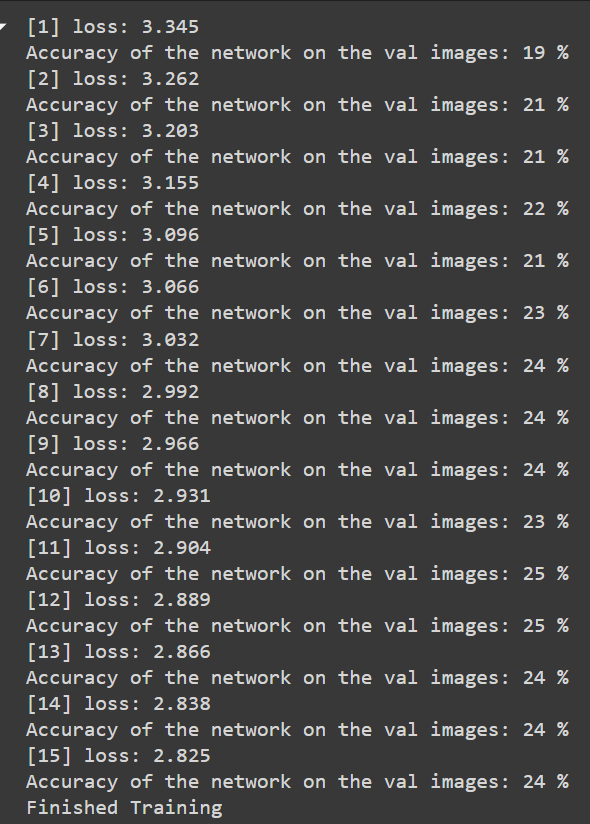 [1] loss: 3.345
Accuracy of the network on the val images: 19 %
[2] loss: 3.262
Accuracy of the network on the val images: 21 %
[3] loss: 3.203
Accuracy of the network on the val images: 21 %
[4] loss: 3.155
Accuracy of the network on the val images: 22 %
[5] loss: 3.096
Accuracy of the network on the val images: 21 %
[6] loss: 3.066
Accuracy of the network on the val images: 23 %
[7] loss: 3.032
Accuracy of the network on the val images: 24 %
[8] loss: 2.992
Accuracy of the network on the val images: 24 %
[9] loss: 2.966
Accuracy of the network on the val images: 24 %
[10] loss: 2.931
Accuracy of the network on the val images: 23 %
[11] loss: 2.904
Accuracy of the network on the val images: 25 %
[12] loss: 2.889
Accuracy of the network on the val images: 25 %
[13] loss: 2.866
Accuracy of the network on the val images: 24 %
[14] loss: 2.838
Accuracy of the network on the val images: 24 %
[15] loss: 2.825
Accuracy of the network on the val images: 24 %
Finished Training